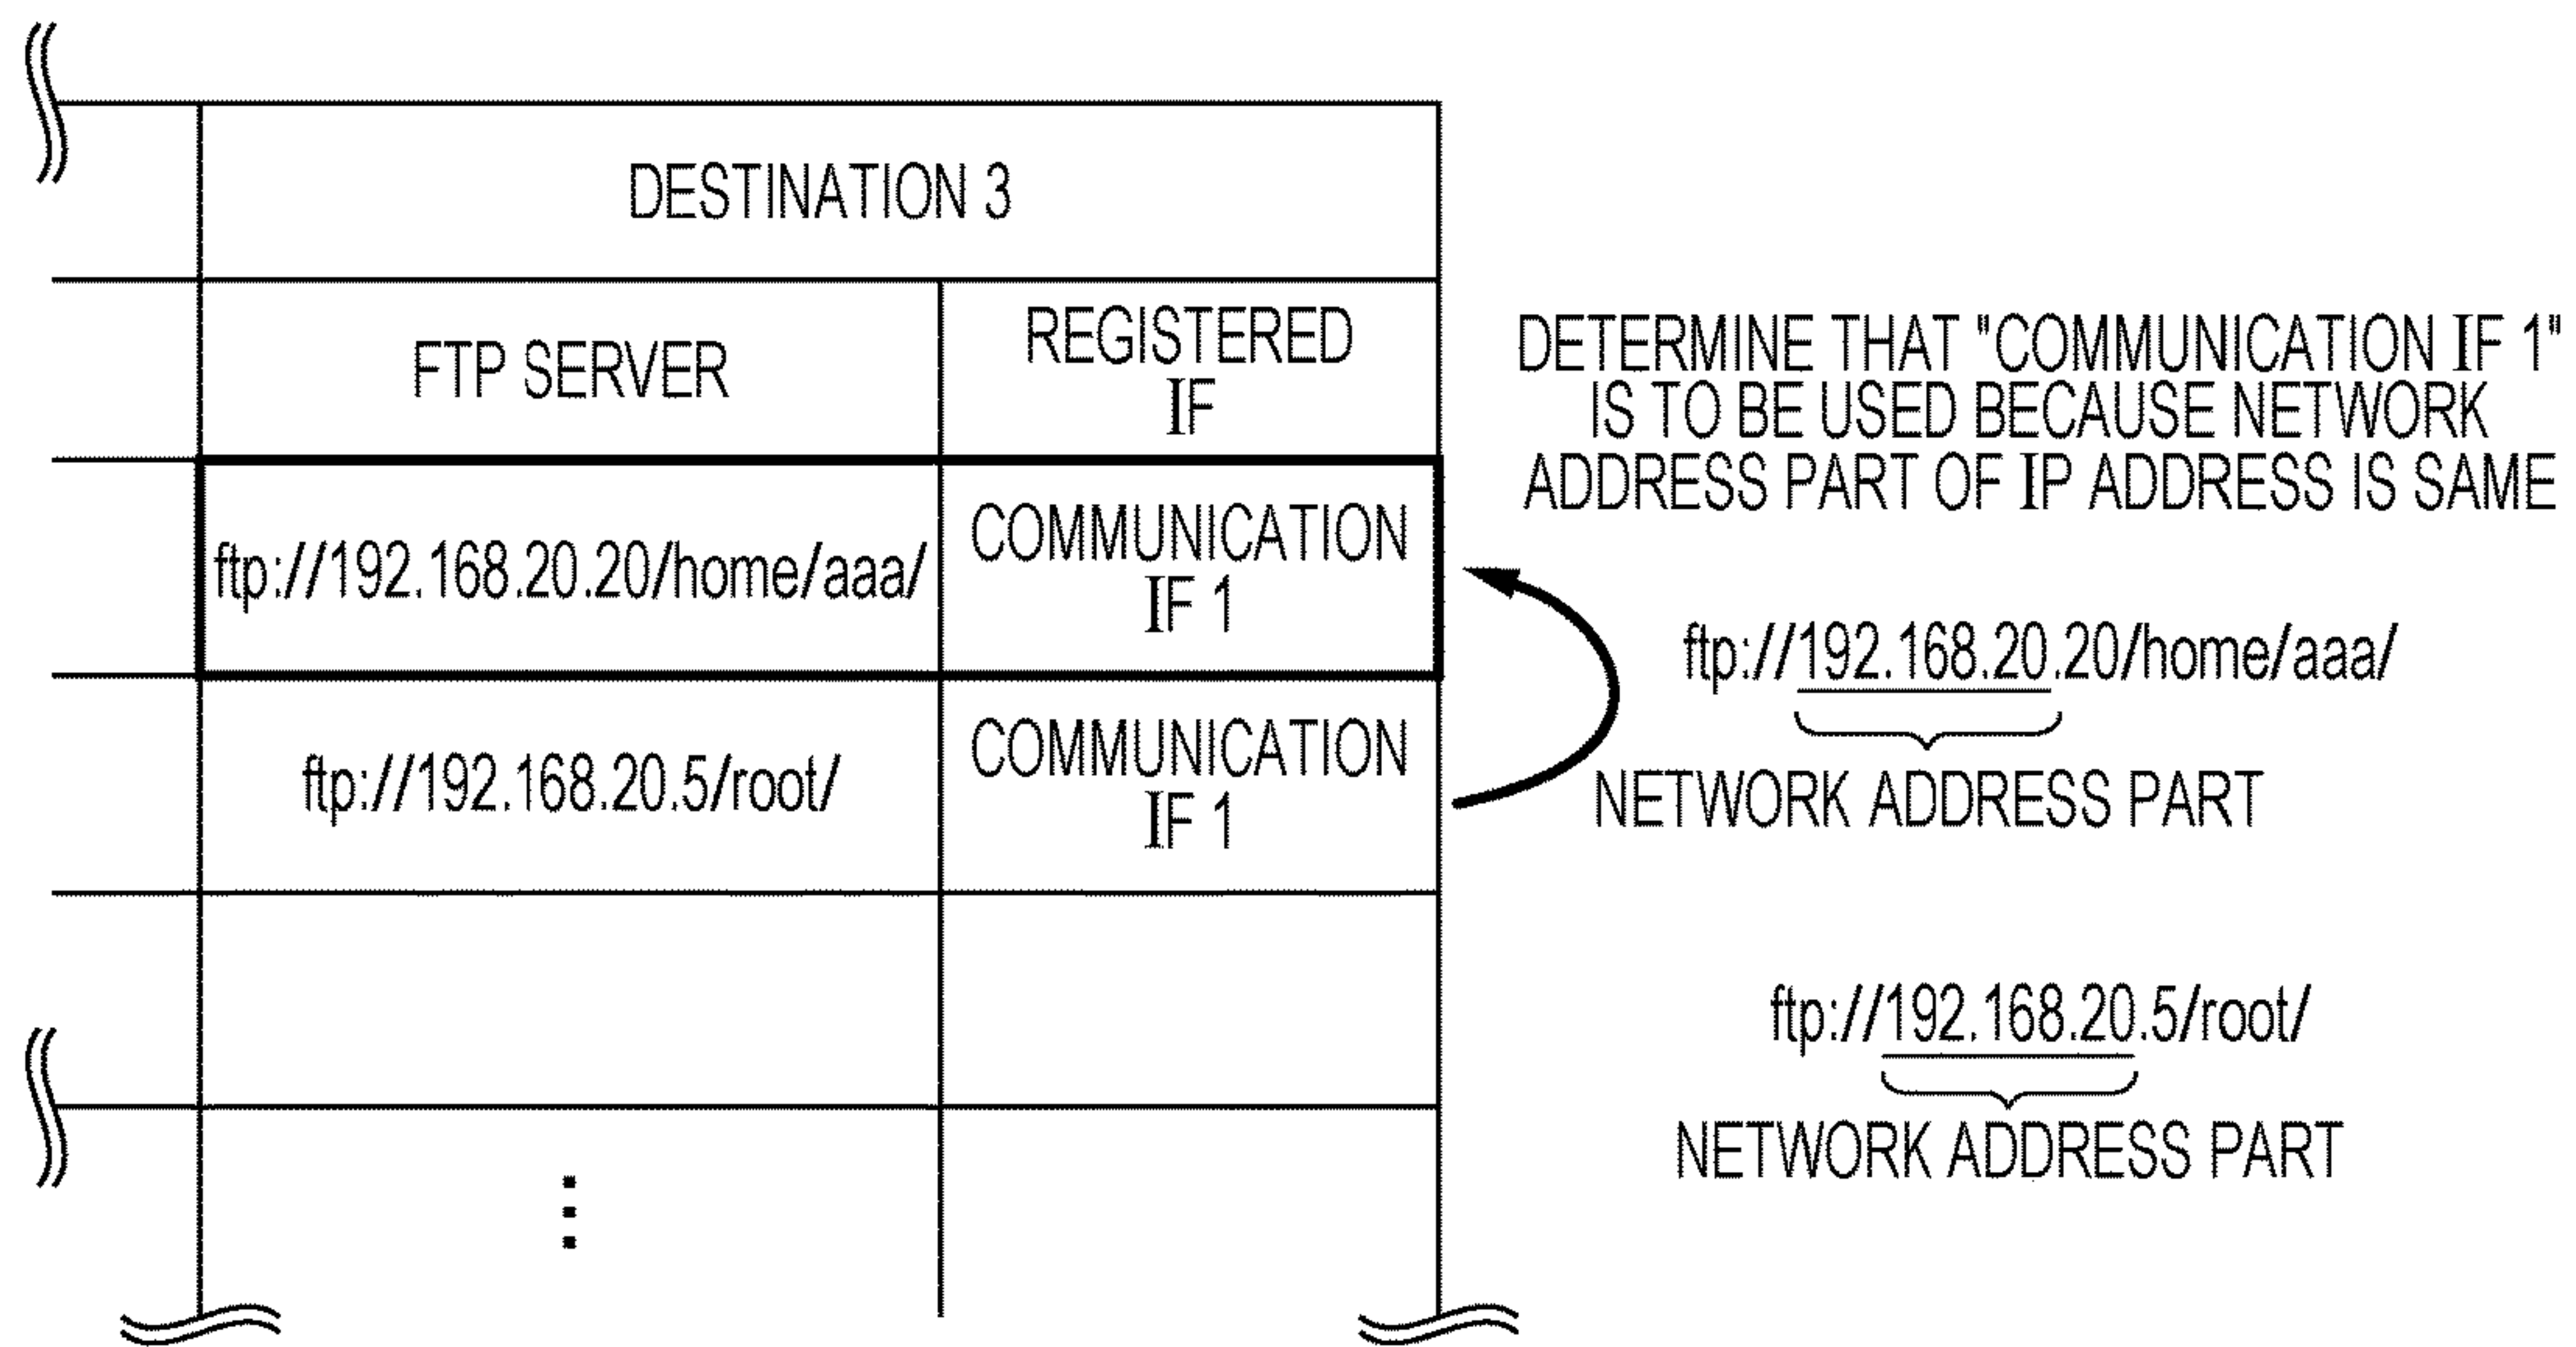 DESTINATION 3
FTP SERVER
REGISTERED
IF
ftp://192.168.20.20/home/aaa/
COMMUNICATION
IF 1
ftp://192.168.20.5/root/
COMMUNICATION
IF 1
DETERMINE THAT "COMMUNICATION IF 1"
IS TO BE USED BECAUSE NETWORK
ADDRESS PART OF IP ADDRESS IS SAME
ftp://192.168.20.20/home/aaa/
NETWORK ADDRESS PART
ftp://192.168.20.5/root/
NETWORK ADDRESS PART